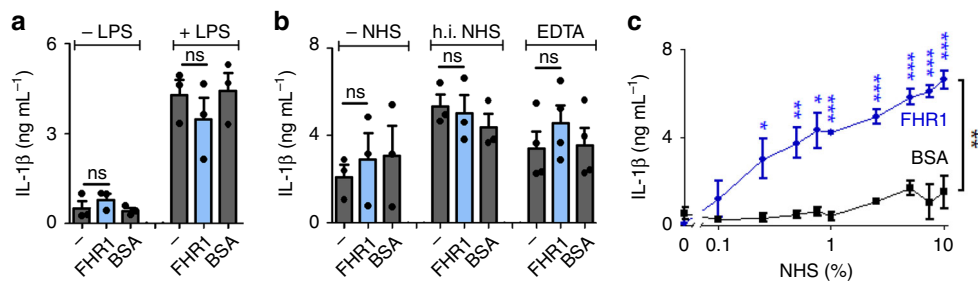 a
– LPS + LPS
IL-1β (ng mL⁻¹)
6
3
0
ns
ns
–
FHR1
BSA
–
FHR1
BSA
b
– NHS h.i. NHS EDTA
IL-1β (ng mL⁻¹)
8
4
0
ns
ns
ns
–
FHR1
BSA
–
FHR1
BSA
–
FHR1
BSA
c
IL-1β (ng mL⁻¹)
8
4
0
* ** * *** *** *** *** ***
FHR1
BSA
**
0 0.1 1 10
NHS (%)